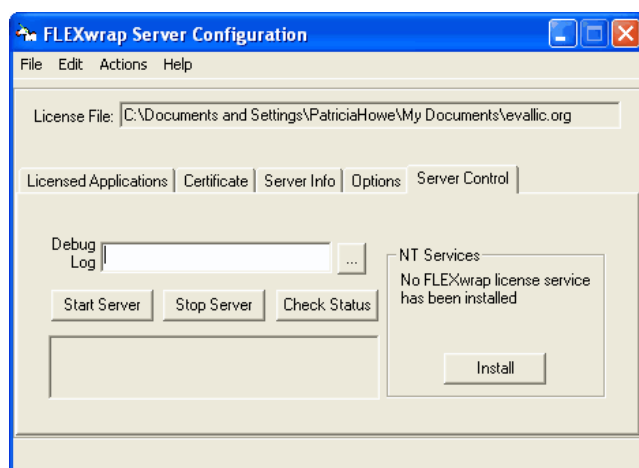 FLEXwrap Server Configuration
File Edit Actions Help
License File: C:\Documents and Settings\PatriciaHowe\My Documents\evallic.org
Licensed Applications Certificate Server Info Options Server Control
Debug
Log
...
NT Services
No FLEXwrap license service
has been installed
Start Server Stop Server Check Status
Install